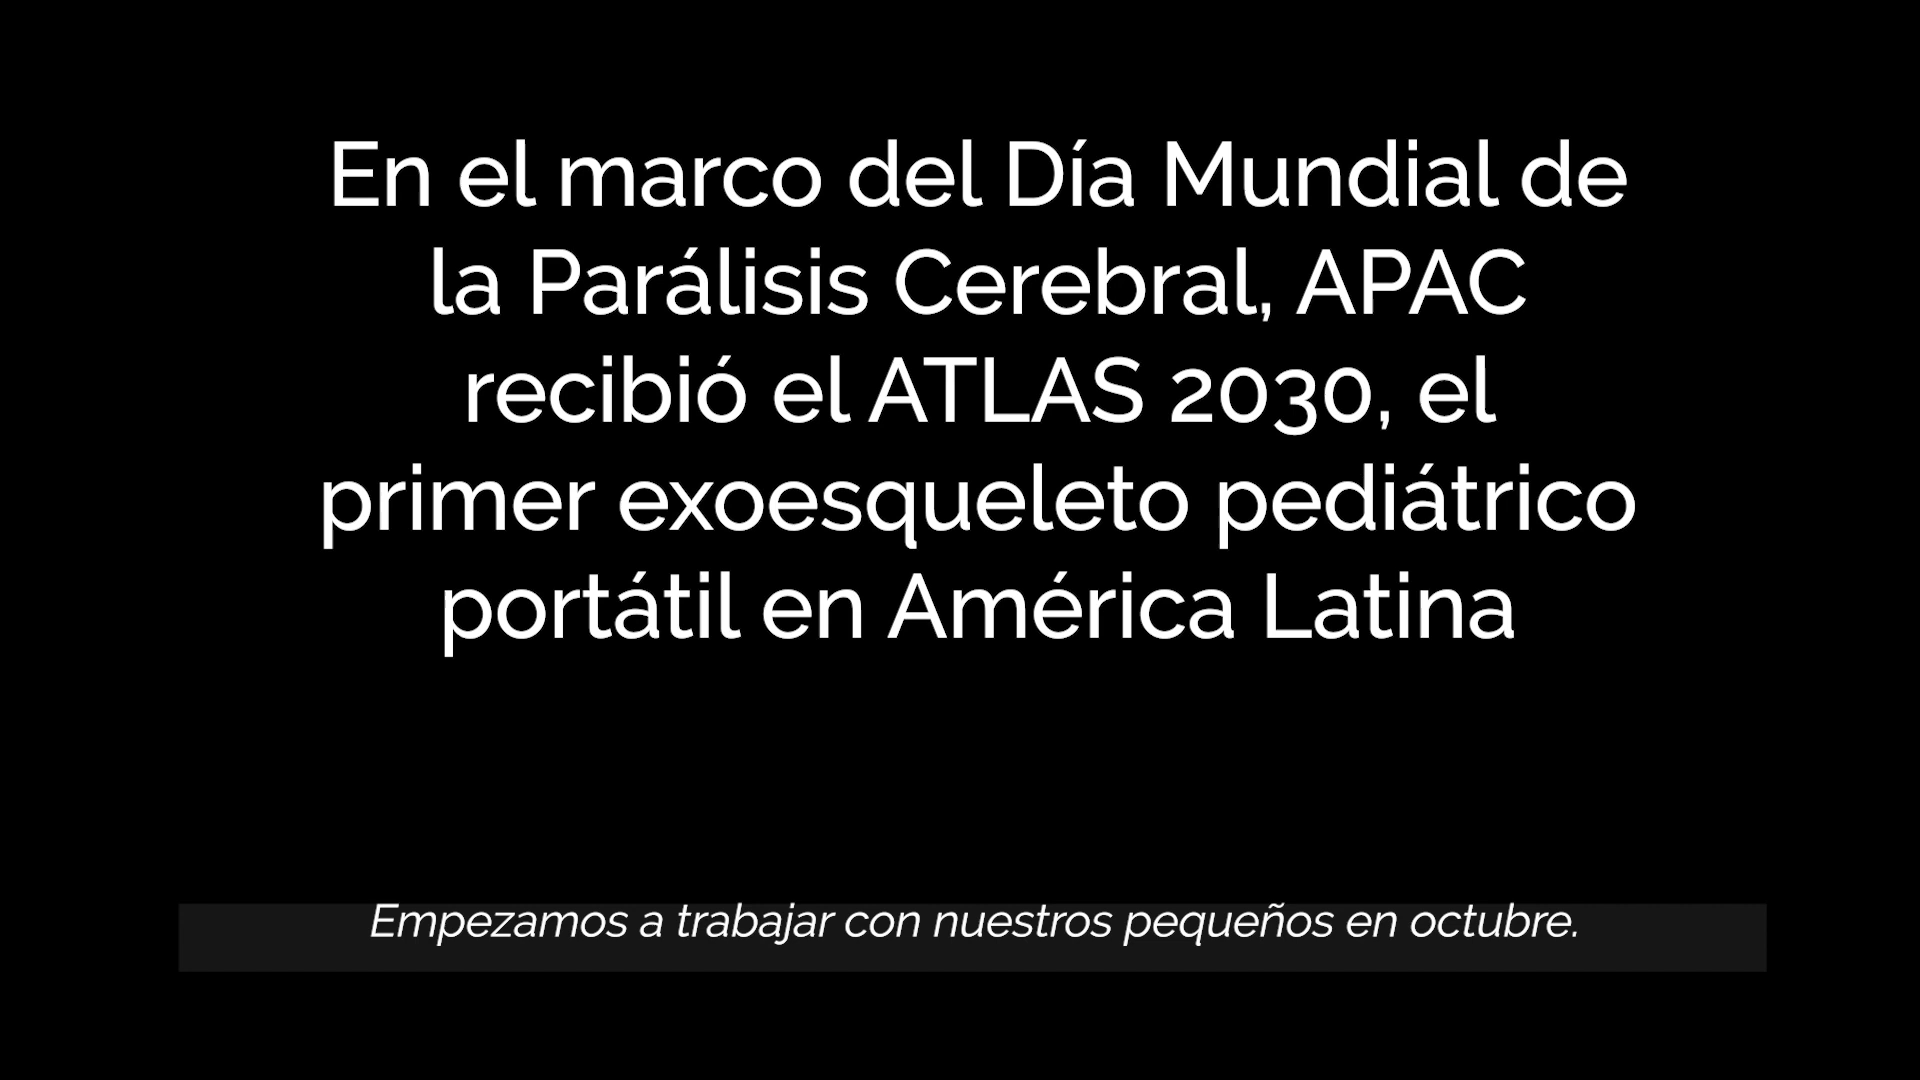 En el marco del Día Mundial de
la Parálisis Cerebral, APAC
recibió el ATLAS 2030, el
primer exoesqueleto pediátrico
portátil en América Latina
Empezamos a trabajar con nuestros pequeños en octubre.